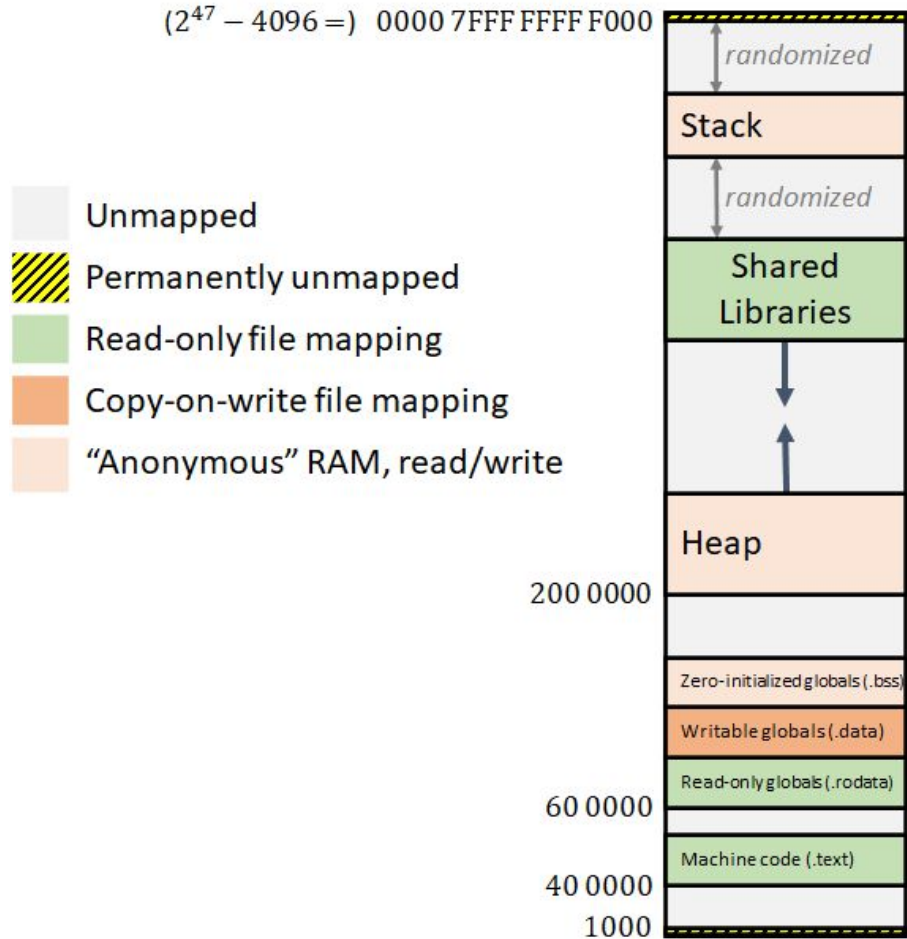 (2^47 − 4096 =) 0000 7FFF FFFF F000
randomized
Stack
randomized
Unmapped
Permanently unmapped
Read-only file mapping
Copy-on-write file mapping
“Anonymous” RAM, read/write
Shared
Libraries
Heap
200 0000
Zero-initialized globals (.bss)
Writable globals (.data)
Read-only globals (.rodata)
60 0000
Machine code (.text)
40 0000
1000